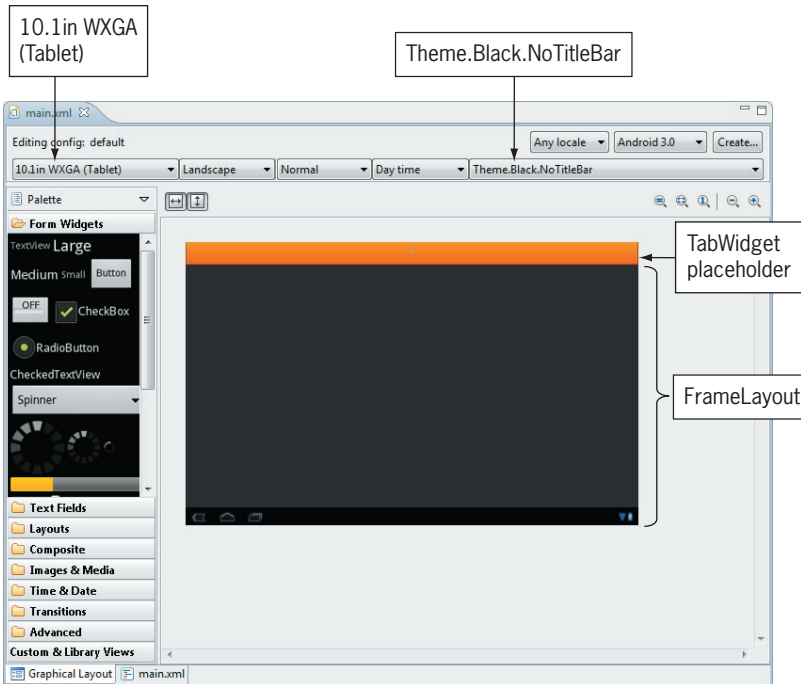 10.1in WXGA
(Tablet)
Theme.Black.NoTitleBar
main.xml
Editing config: default
Any locale
Android 3.0
Create...
10.1in WXGA (Tablet)
Landscape
Normal
Day time
Theme.Black.NoTitleBar
Palette
Form Widgets
TextView Large
Medium Small Button
OFF CheckBox
RadioButton
CheckedTextView
Spinner
Text Fields
Layouts
Composite
Images & Media
Time & Date
Transitions
Advanced
Custom & Library Views
TabWidget
placeholder
FrameLayout
Graphical Layout
main.xml